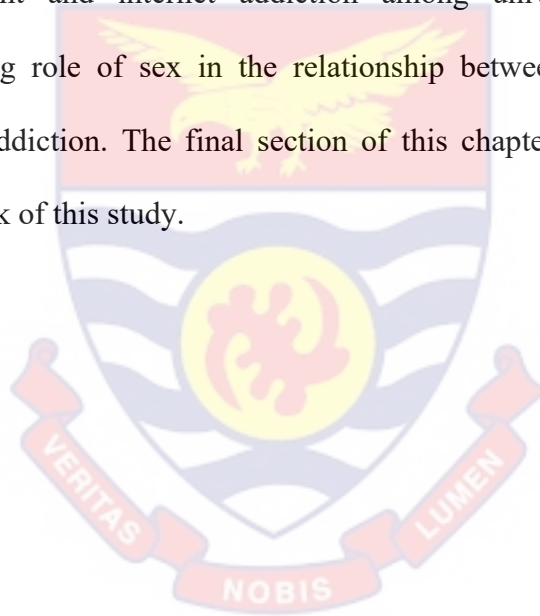 and internet addiction among
role of sex in the relationship
The final section of this
of this study.
VERITAS
NOBIS
LUMEN